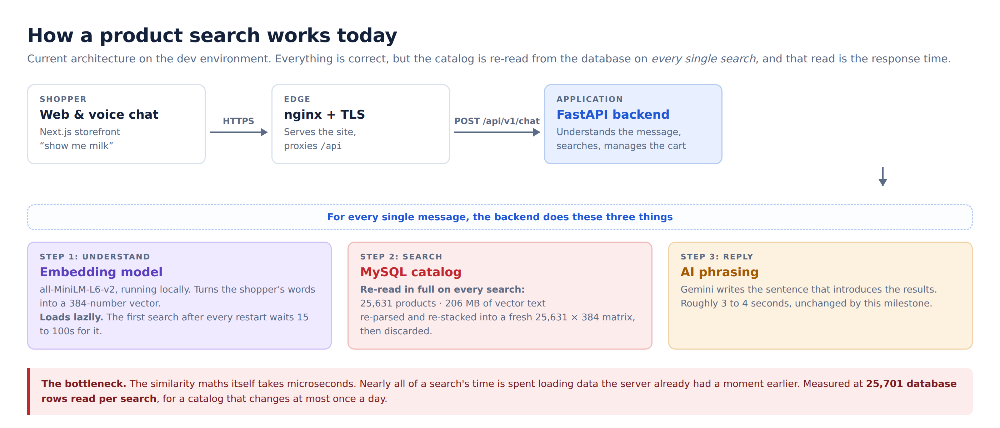 How a product search works today
Current architecture on the dev environment. Everything is correct, but the catalog is re-read from the database on every single search, and that read is the response time.
SHOPPER
Web & voice chat
Next.js storefront
“show me milk”
HTTPS
EDGE
nginx + TLS
Serves the site,
proxies /api
POST /api/v1/chat
APPLICATION
FastAPI backend
Understands the message,
searches, manages the cart
For every single message, the backend does these three things
STEP 1: UNDERSTAND
Embedding model
all-MiniLM-L6-v2, running locally. Turns the shopper's words
into a 384-number vector.
Loads lazily. The first search after every restart waits 15
to 100s for it.
STEP 2: SEARCH
MySQL catalog
Re-read in full on every search:
25,631 products · 206 MB of vector text
re-parsed and re-stacked into a fresh 25,631 × 384 matrix,
then discarded.
STEP 3: REPLY
AI phrasing
Gemini writes the sentence that introduces the results.
Roughly 3 to 4 seconds, unchanged by this milestone.
The bottleneck. The similarity maths itself takes microseconds. Nearly all of a search's time is spent loading data the server already had a moment earlier. Measured at 25,701 database
rows read per search, for a catalog that changes at most once a day.